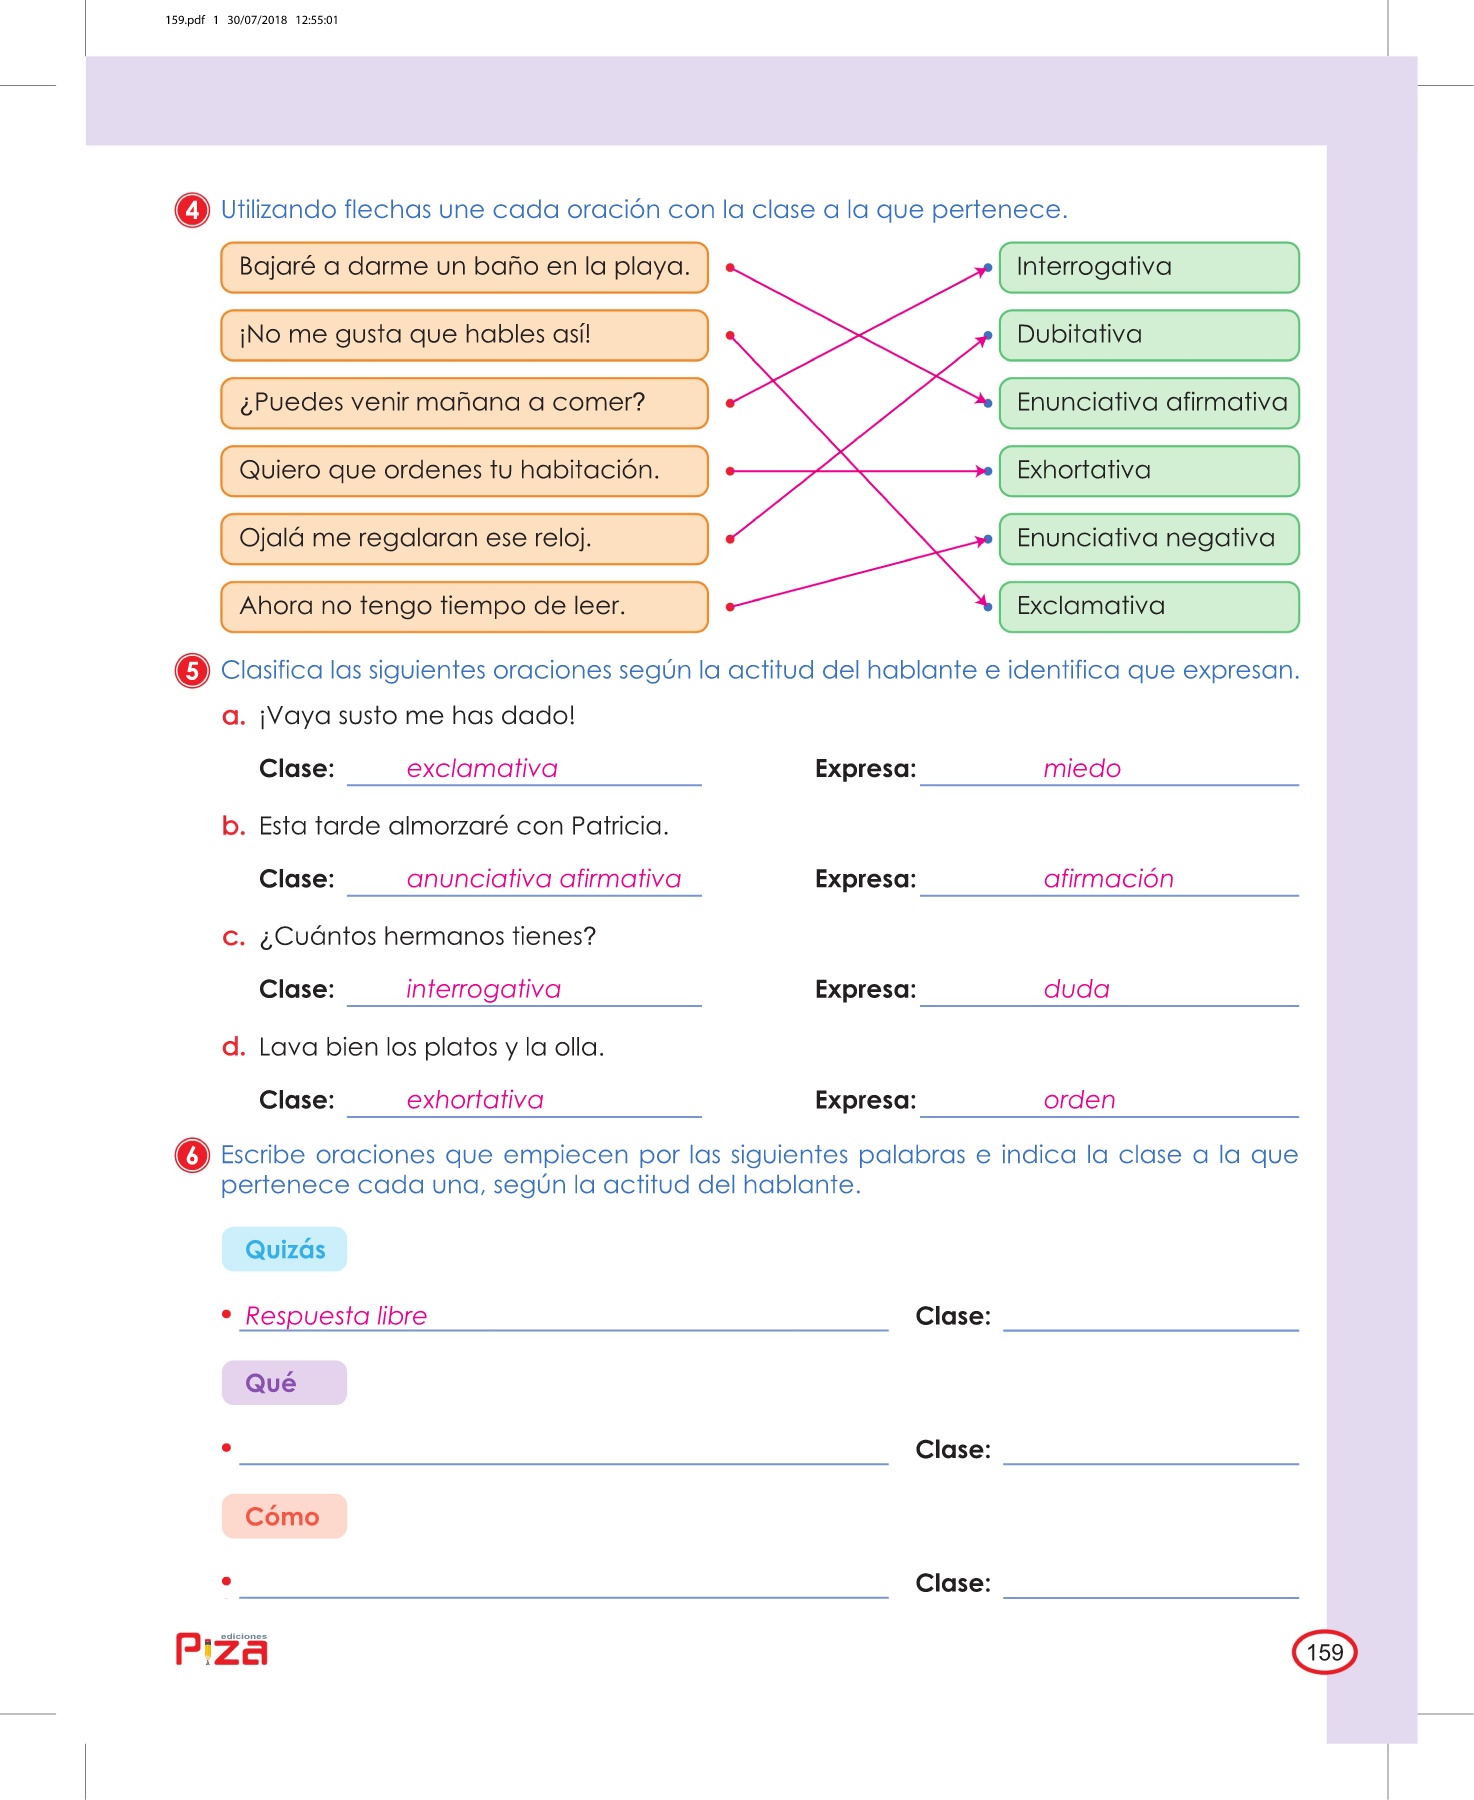 159.pdf 1 30/07/2018 12:55:01
4 Utilizando flechas une cada oración con la clase a la que pertenece.
Bajaré a darme un baño en la playa. Interrogativa
¡No me gusta que hables así! Dubitativa
¿Puedes venir mañana a comer? Enunciativa afirmativa
Quiero que ordenes tu habitación. Exhortativa
Ojalá me regalaran ese reloj. Enunciativa negativa
Ahora no tengo tiempo de leer. Exclamativa
5 Clasifica las siguientes oraciones según la actitud del hablante e identifica que expresan.
a. ¡Vaya susto me has dado!
Clase: exclamativa Expresa: miedo
b. Esta tarde almorzaré con Patricia.
Clase: anunciativa afirmativa Expresa: afirmación
c. ¿Cuántos hermanos tienes?
Clase: interrogativa Expresa: duda
d. Lava bien los platos y la olla.
Clase: exhortativa Expresa: orden
6 Escribe oraciones que empiecen por las siguientes palabras e indica la clase a la que
pertenece cada una, según la actitud del hablante.
Quizás
• Respuesta libre Clase:
Qué
• Clase:
Cómo
• Clase:
ediciones
Piza
159